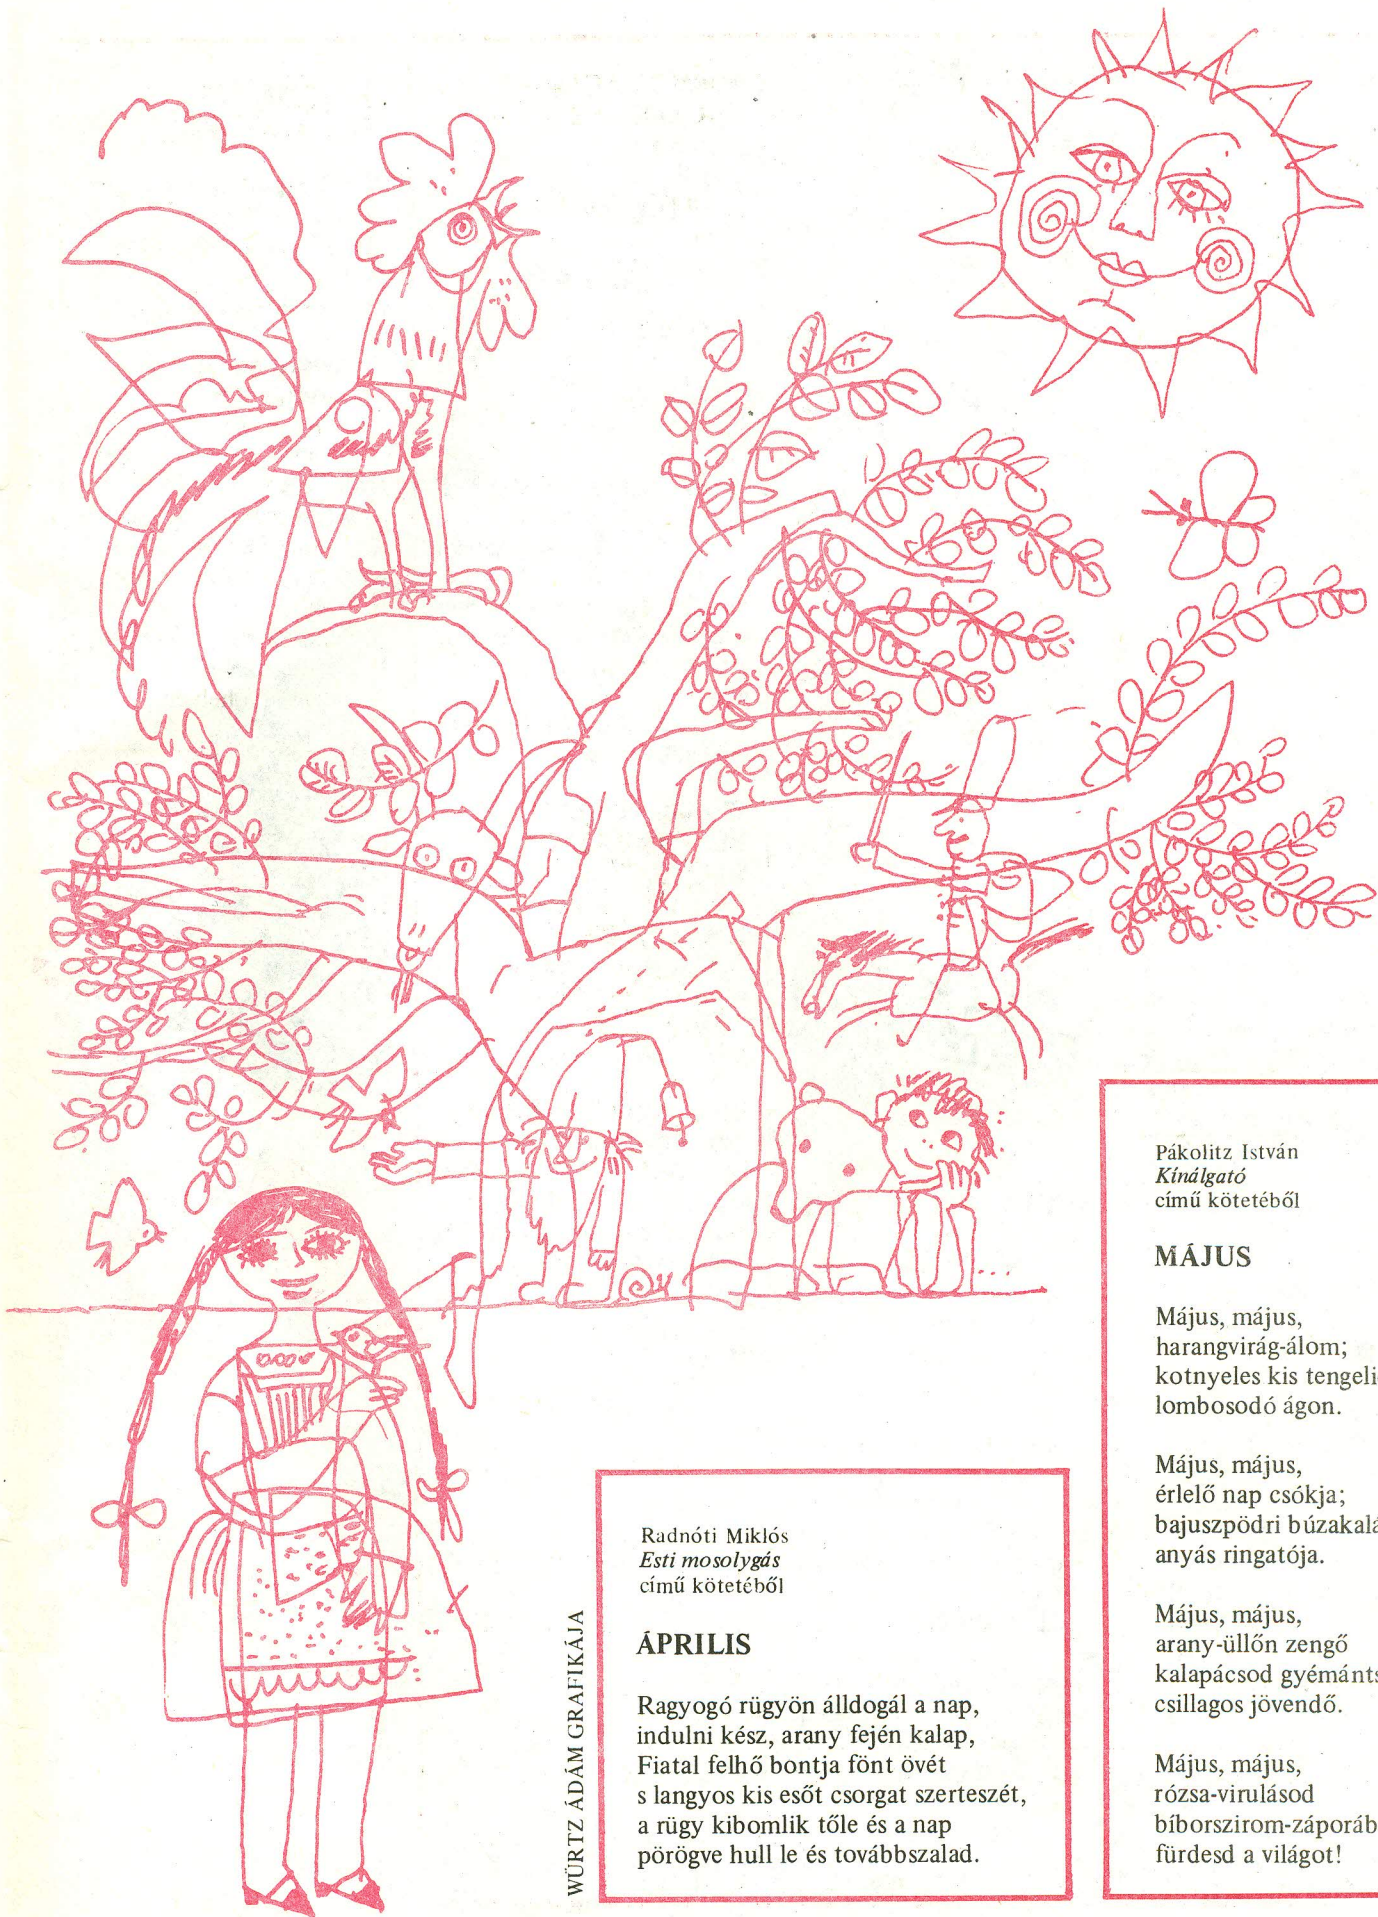 Radnóti Miklós
Esti mosolygás
című kötetéből
ÁPRILIS
Ragyogó rügyön álldogál a nap,
indulni kész, arany fején kalap,
Fiatal felhő bontja fönt övét
s langyos kis esőt csorgat szerteszét,
a rügy kibomlik tőle és a nap
pörögve hull le és továbbszalad.
WÜRTZ ÁDÁM GRAFIKÁJA
Pákolitz István
Kínálgató
című kötetéből
MÁJUS
Május, május,
harangvirág-álom;
kotnyeles kis
lombosodó ágon.
Május, május,
érlelő nap csókja;
bajuszpödri
anyás ringatója.
Május, május,
arany-üllőn zengő
kalapácsod
csillagos jövendő.
Május, május,
rózsa-virulásod
fürdesd a világot!